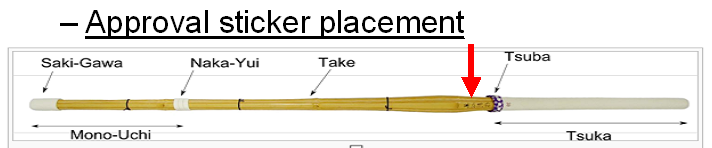 – Approval sticker placement
Saki-Gawa Naka-Yui Take Tsuba
Mono-Uchi Tsuka